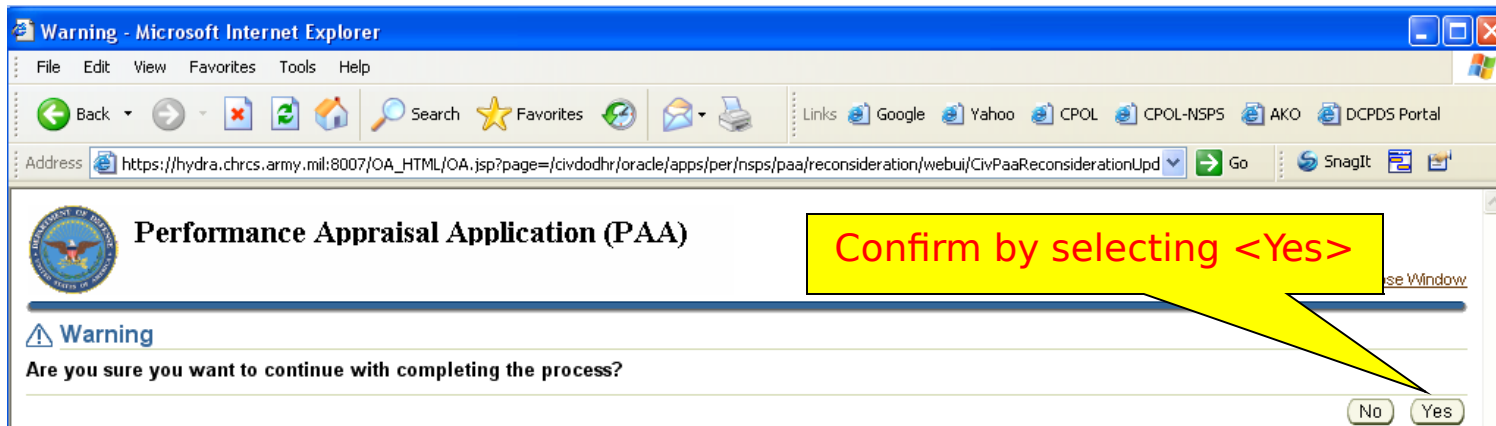 Warning - Microsoft Internet Explorer
File Edit View Favorites Tools Help
Back Search Favorites Links Google Yahoo CPOL CPOL-NSPS AKO DCPDS Portal
Address https://hydra.chrcs.army.mil:8007/OA_HTML/OA.jsp?page=/civdodhr/oracle/apps/per/nsps/paa/reconsideration/webui/CivPaaReconsiderationUpd Go SnagIt
Performance Appraisal Application (PAA)
Confirm by selecting <Yes>
ose Window
Warning
Are you sure you want to continue with completing the process?
No Yes